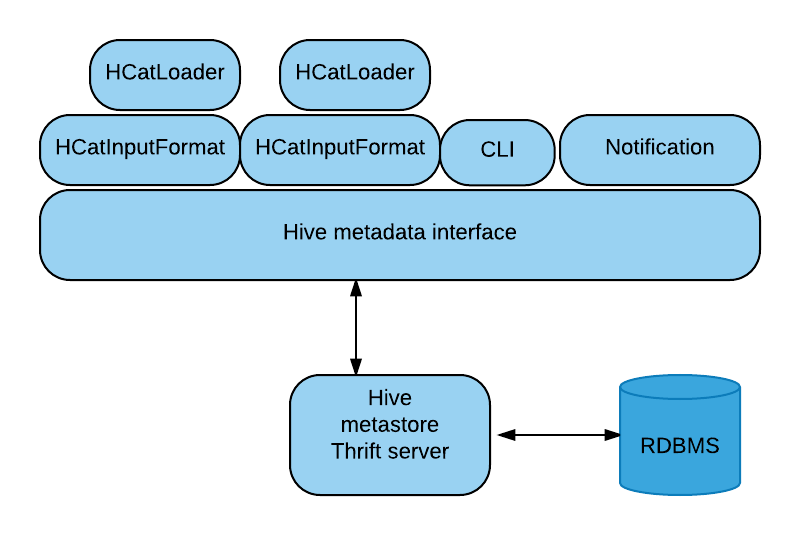 HCatLoader
HCatLoader
HCatInputFormat
HCatInputFormat
CLI
Notification
Hive metadata interface
Hive
metastore
Thrift server
RDBMS